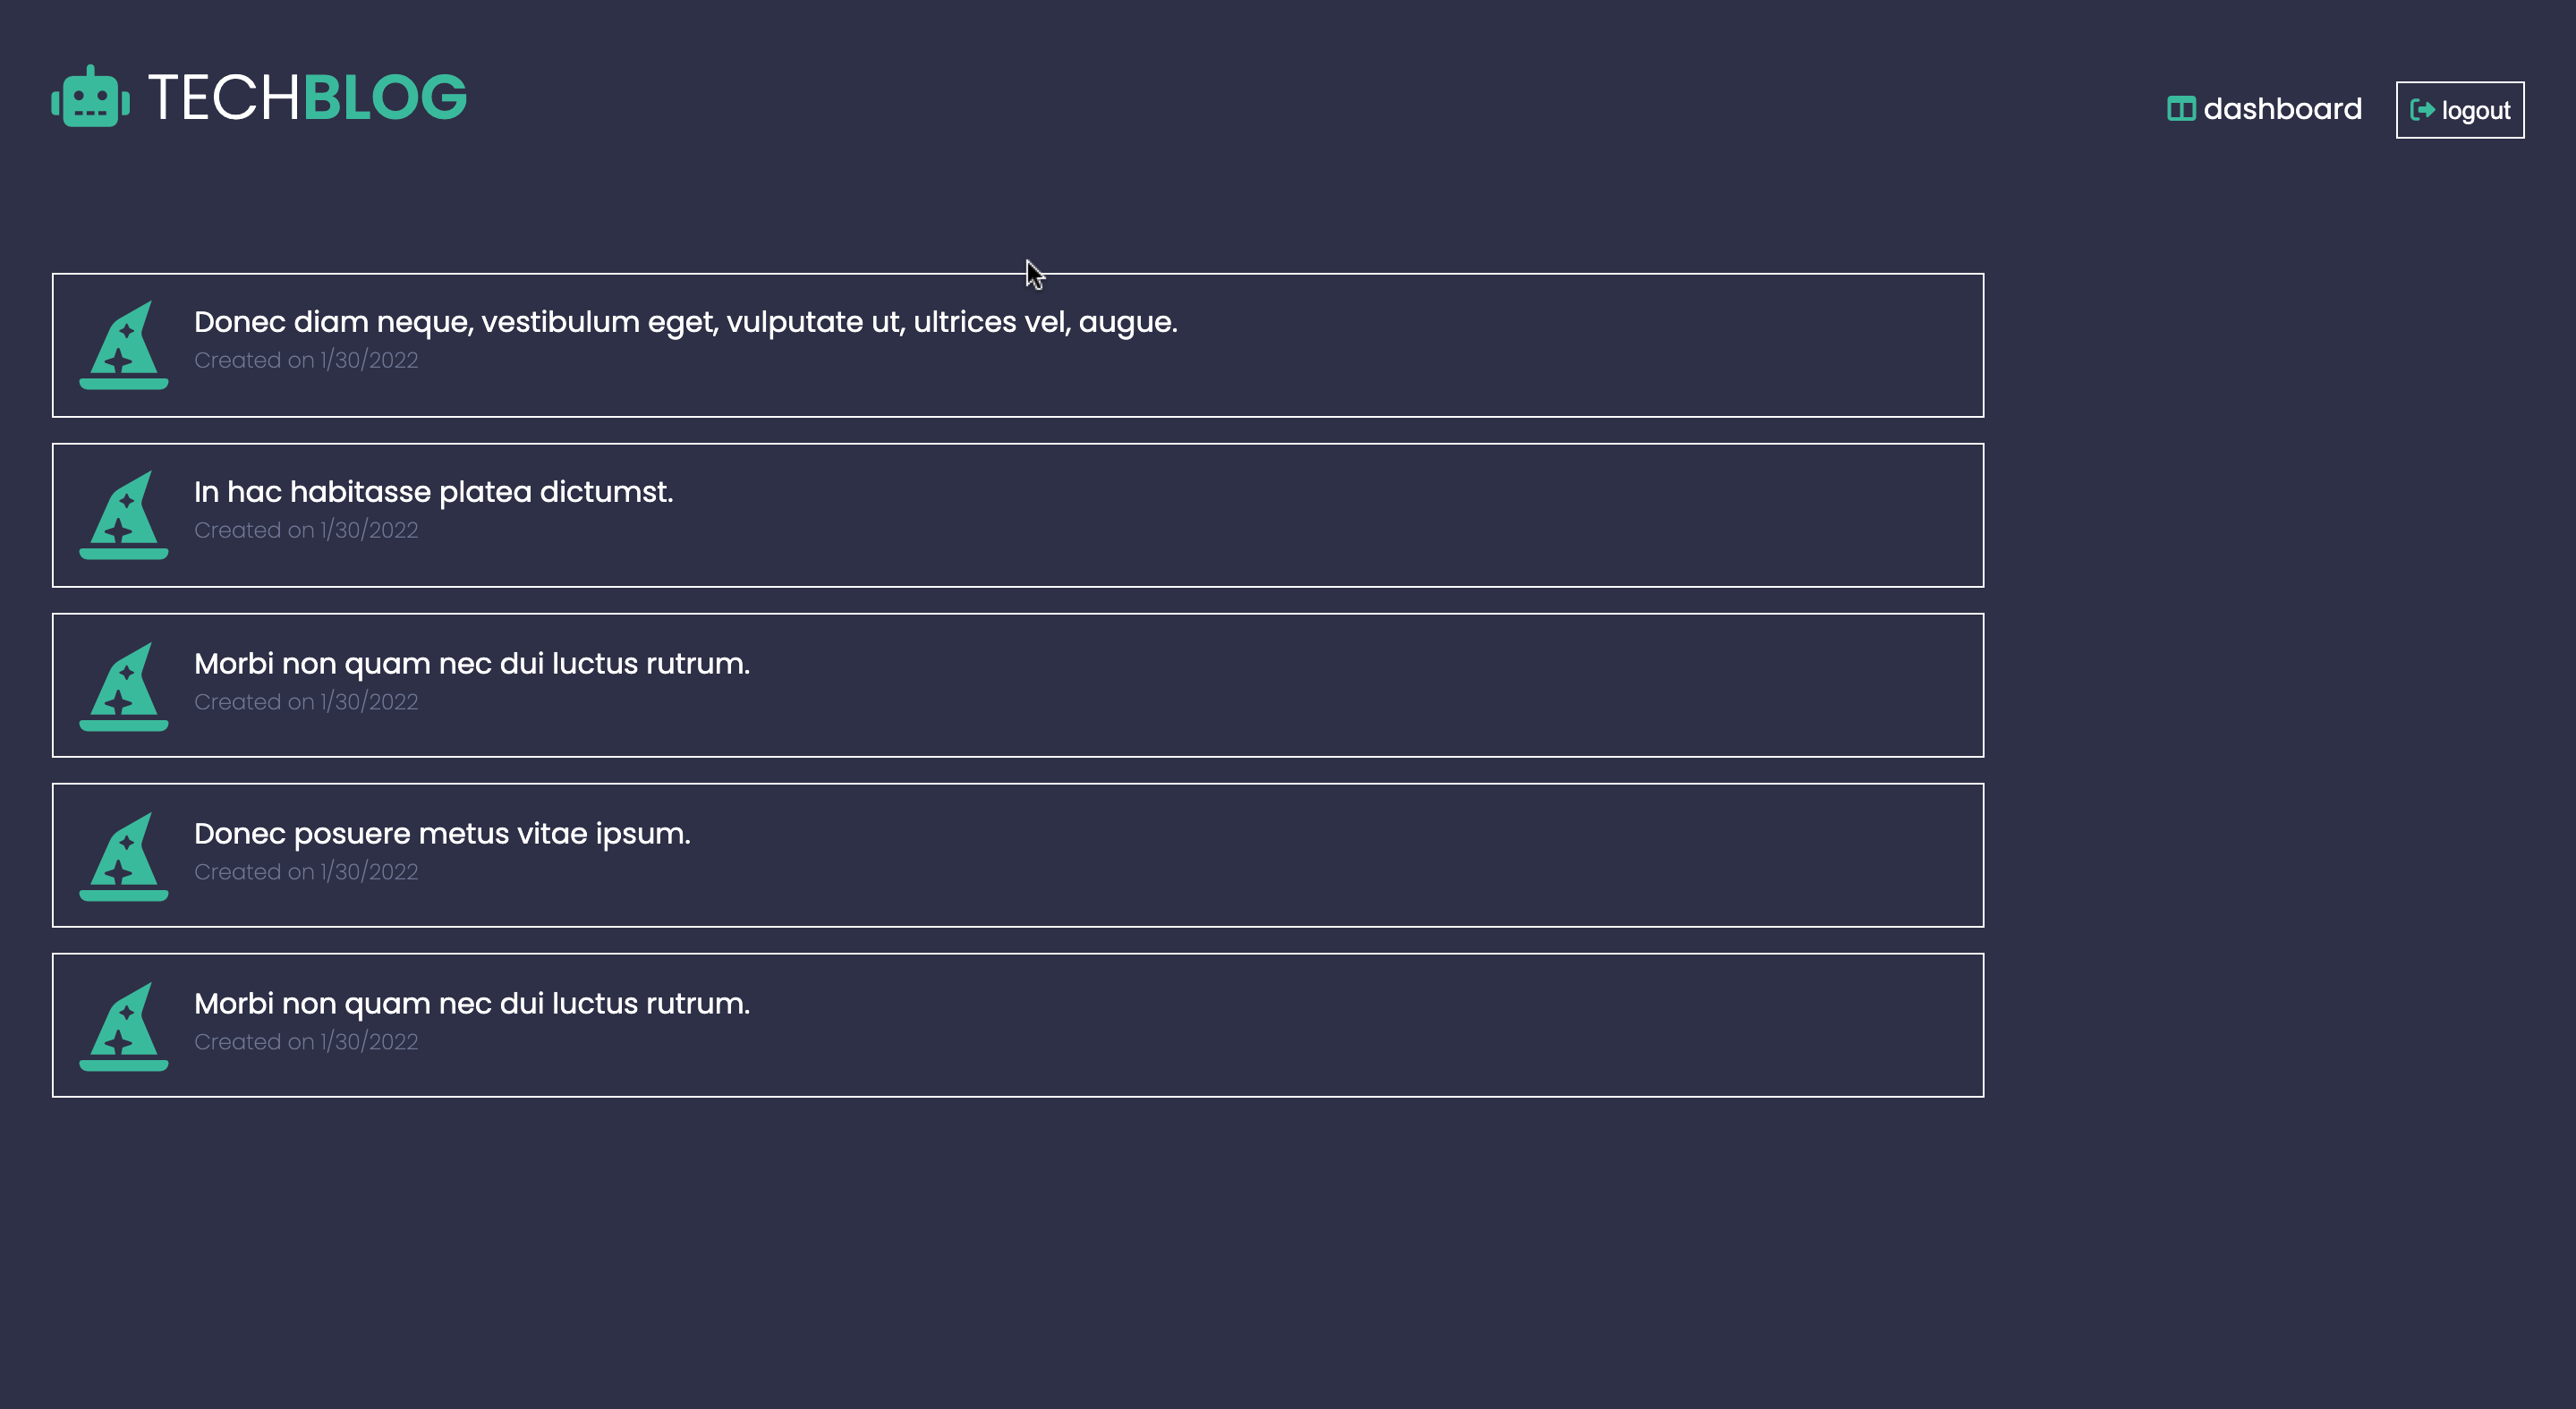 TECHBLOG
dashboard
logout
Donec diam neque, vestibulum eget, vulputate ut, ultrices vel, augue.
Created on 1/30/2022
In hac habitasse platea dictumst.
Created on 1/30/2022
Morbi non quam nec dui luctus rutrum.
Created on 1/30/2022
Donec posuere metus vitae ipsum.
Created on 1/30/2022
Morbi non quam nec dui luctus rutrum.
Created on 1/30/2022